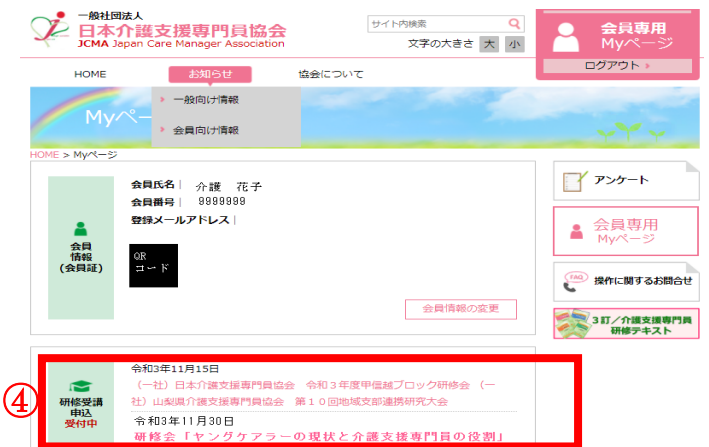 一般社団法人
日本介護支援専門員協会
JCMA Japan Care Manager Association
サイト内検索
文字の大きさ 大 小
会員専用
Myページ
ログアウト
HOME お知らせ 協会について
一般向け情報
会員向け情報
Myペー
HOME > Myページ
会員氏名| 介護 花子
会員番号| 9999999
登録メールアドレス|
会員
情報
(会員証)
QR
コード
会員情報の変更
アンケート
会員専用
Myページ
FAQ 操作に関するお問合せ
3訂/介護支援専門員
研修テキスト
④
研修受講
申込
受付中
令和3年11月15日
(一社)日本介護支援専門員協会 令和3年度甲信越ブロック研修会 (一
社)山梨県介護支援専門員協会 第10回地域支部連携研究大会
令和3年11月30日
研修会「ヤングケアラーの現状と介護支援専門員の役割」